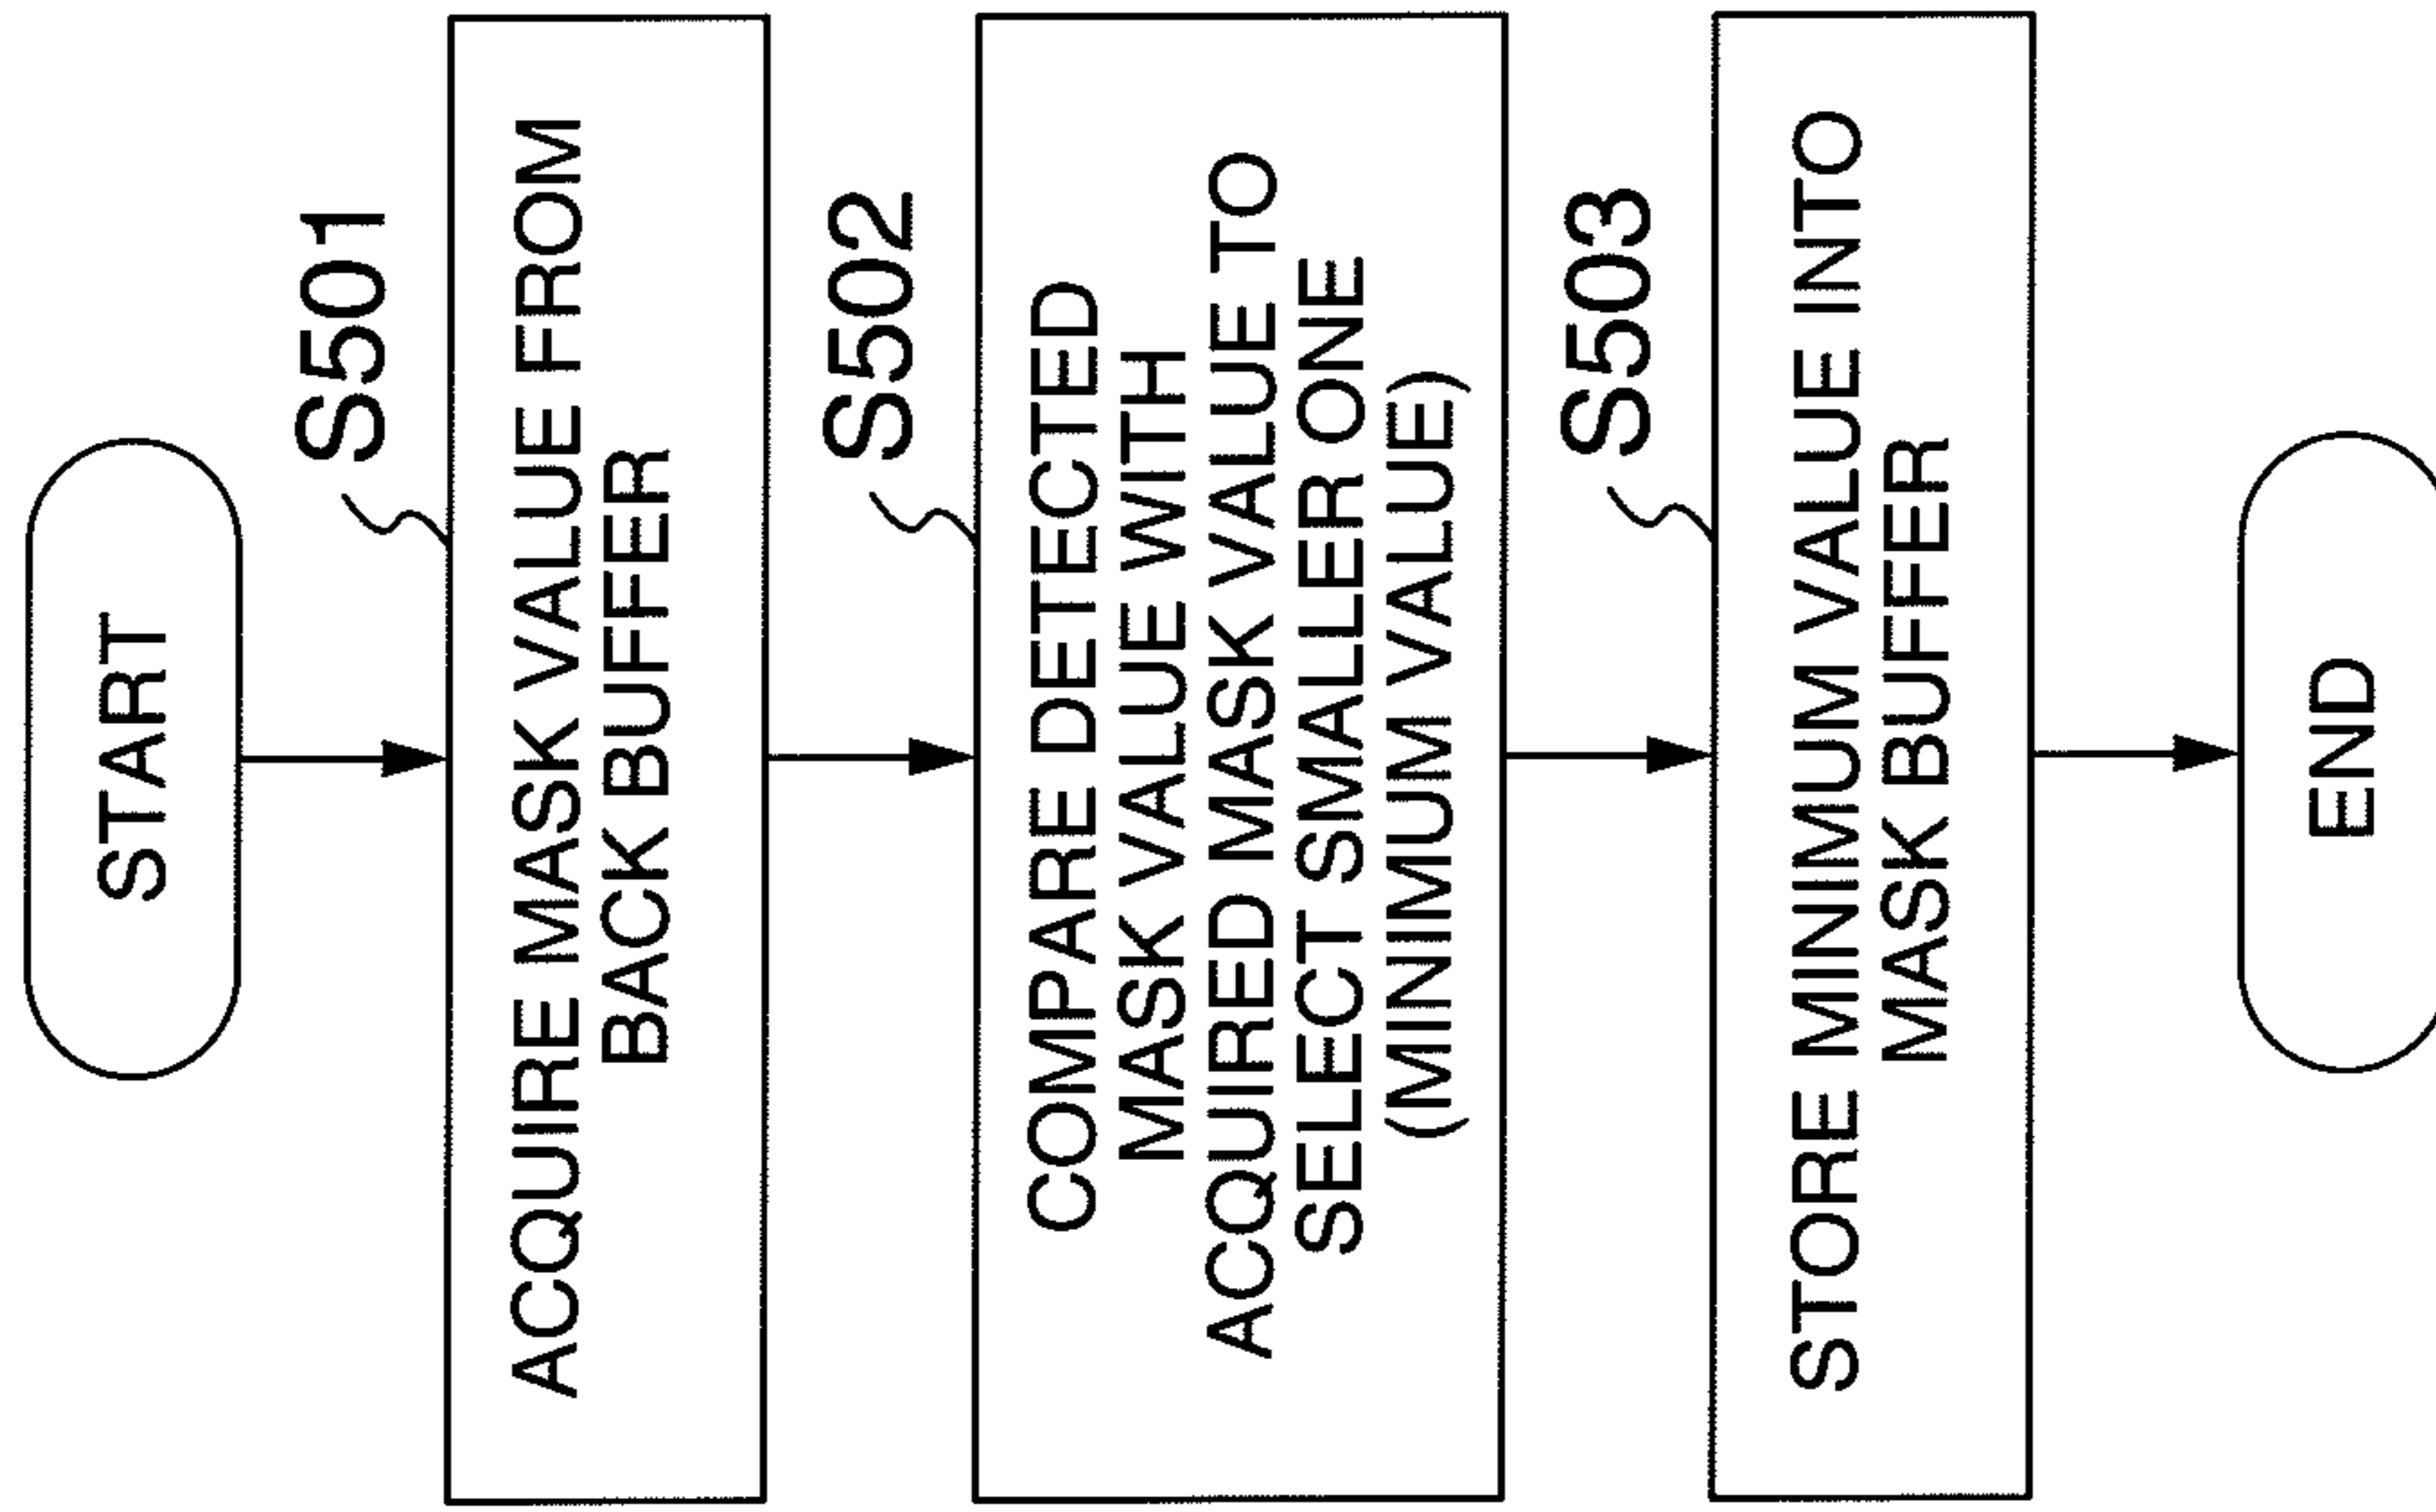 START
S501
ACQUIRE MASK VALUE FROM
BACK BUFFER
S502
COMPARE DETECTED
MASK VALUE WITH
ACQUIRED MASK VALUE TO
SELECT SMALLER ONE
(MINIMUM VALUE)
S503
STORE MINIMUM VALUE INTO
MASK BUFFER
END